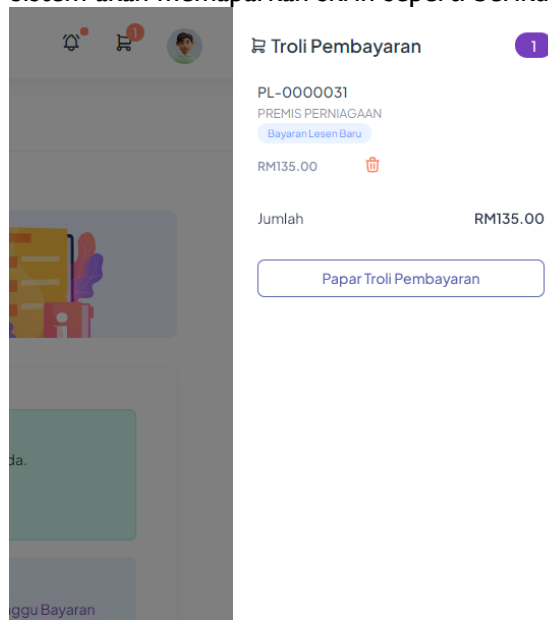 1
Troli Pembayaran
1
PL-0000031
PREMIS PERNIAGAAN
Bayaran Lesen Baru
RM135.00
Jumlah
RM135.00
Papar Troli Pembayaran
da.
ggu Bayaran